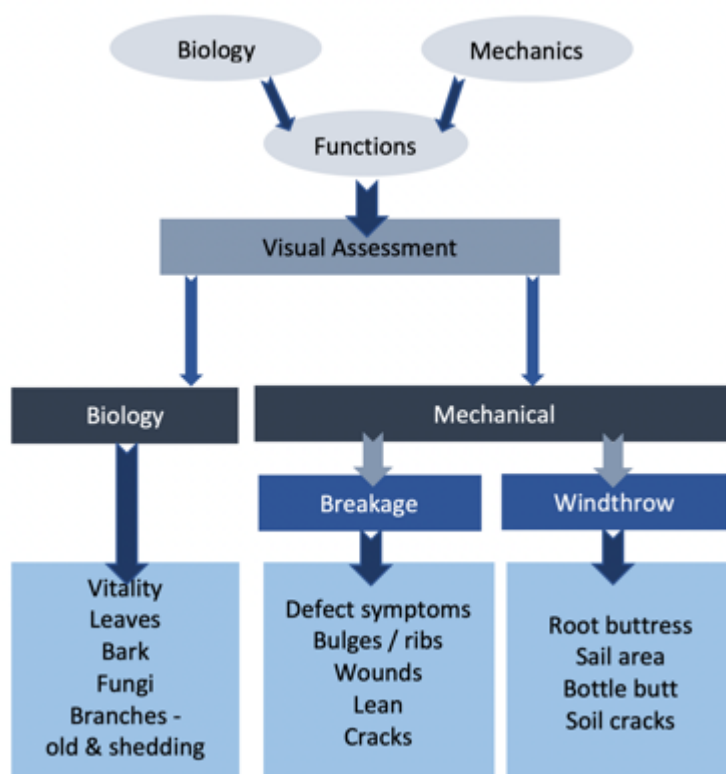 Biology
Mechanics
Functions
Visual Assessment
Biology
Mechanical
Breakage
Windthrow
Vitality
Leaves
Bark
Fungi
Branches -
old & shedding
Defect symptoms
Bulges / ribs
Wounds
Lean
Cracks
Root buttress
Sail area
Bottle butt
Soil cracks